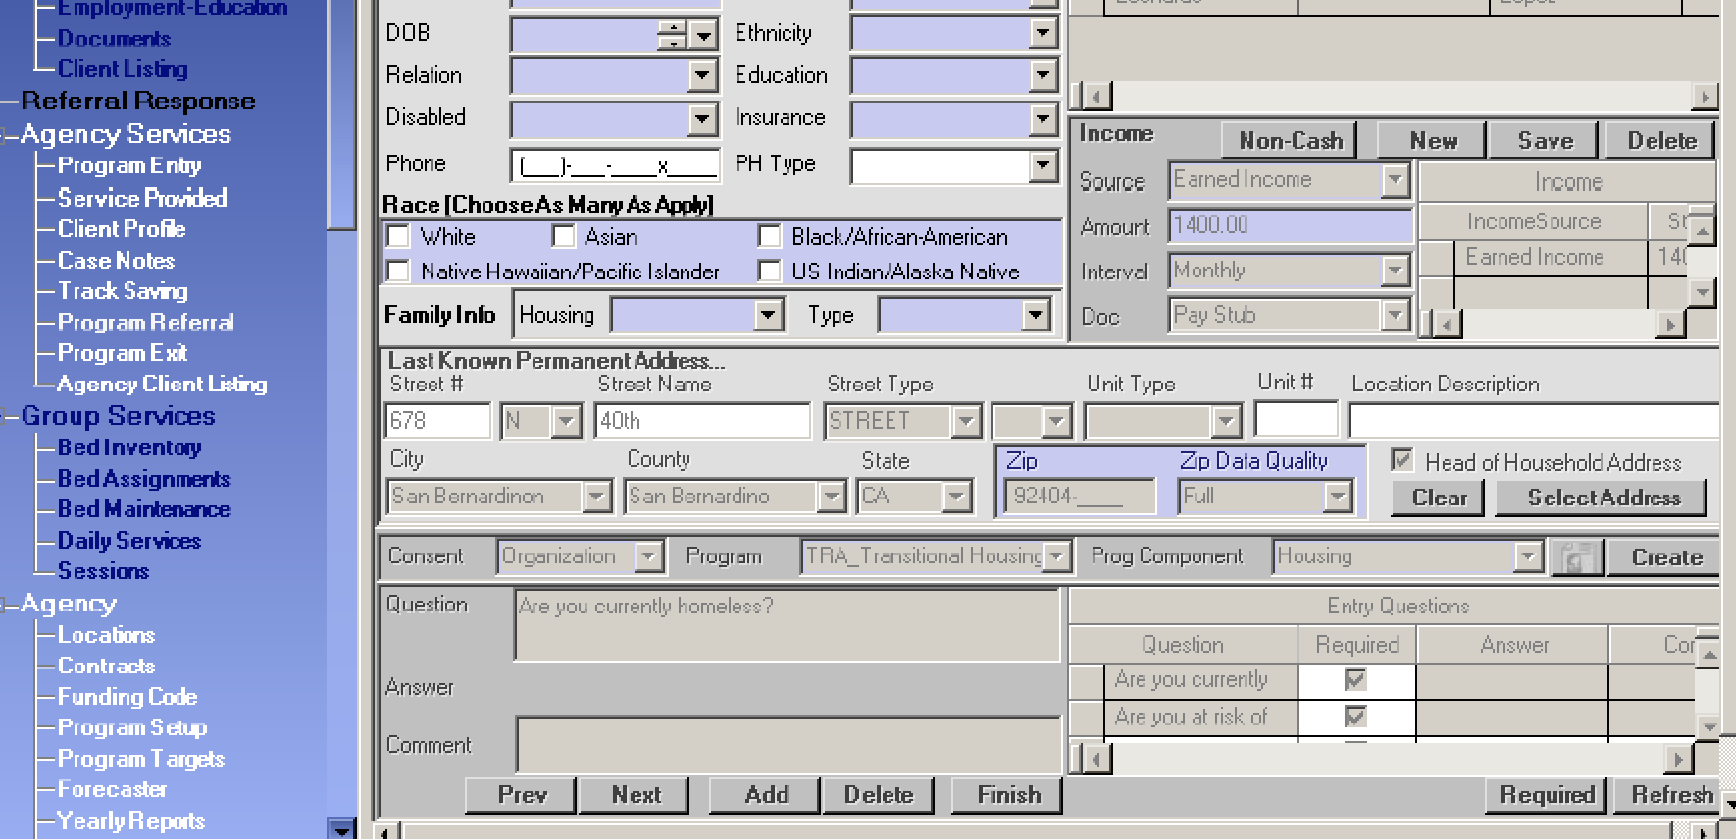 Employment-Education
Documents
Client Listing
Referral Response
Agency Services
Program Entry
Service Provided
Client Profile
Case Notes
Track Saving
Program Referral
Program Exit
Agency Client Listing
Group Services
Bed Inventory
Bed Assignments
Bed Maintenance
Daily Services
Sessions
Agency
Locations
Contracts
Funding Code
Program Setup
Program Targets
Forecaster
Yearly Reports
DOB Ethnicity
Relation Education
Disabled Insurance
Phone (___)-___-____x_____ PH Type
Race [Choose As Many As Apply]
White Asian Black/African-American
Native Hawaiian/Pacific Islander US Indian/Alaska Native
Family Info Housing Type
Income Non-Cash New Save Delete
Source Earned Income
Amount 1400.00
Interval Monthly
Doc Pay Stub
Income
IncomeSource St
Earned Income 140
Last Known Permanent Address...
Street # Street Name Street Type Unit Type Unit # Location Description
678 N 40th STREET
City County State Zip Zip Data Quality Head of Household Address
San Bernardinon San Bernardino CA 92404-____ Full Clear Select Address
Consent Organization Program TRA_Transitional Housing Prog Component Housing Create
Question Are you currently homeless?
Answer
Comment
Entry Questions
Question Required Answer Cor
Are you currently
Are you at risk of
Prev Next Add Delete Finish Required Refresh